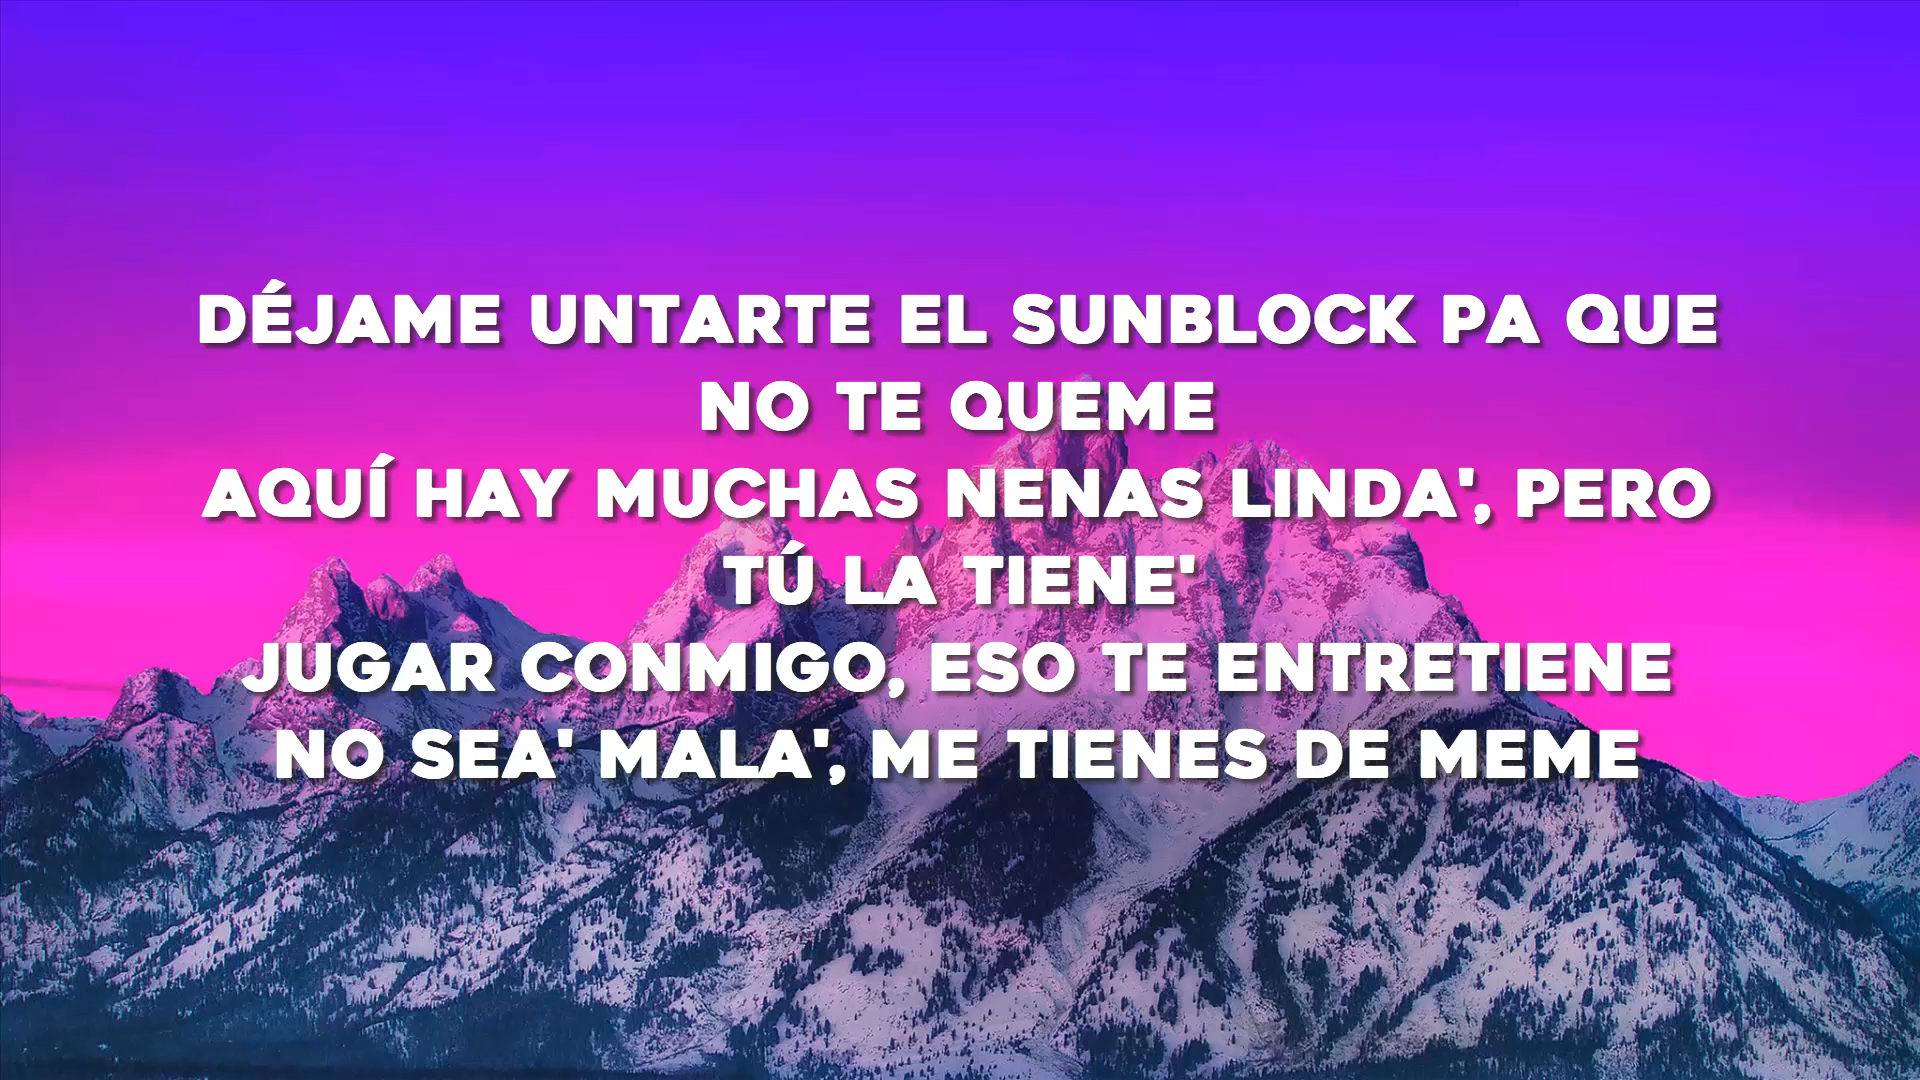 DÉJAME UNTARTE EL SUNBLOCK PA QUE
NO TE QUEME
AQUÍ HAY MUCHAS NENAS LINDA', PERO
TÚ LA TIENE'
JUGAR CONMIGO, ESO TE ENTRETIENE
NO SEA' MALA', ME TIENES DE MEME